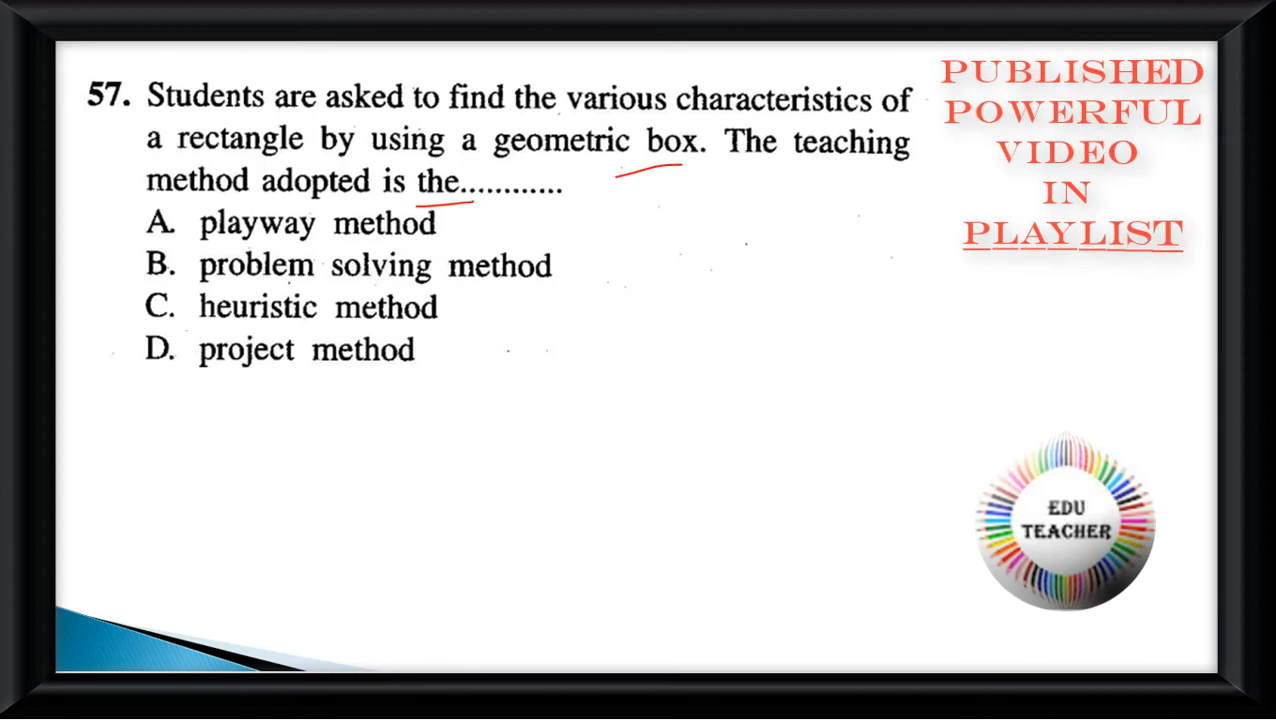 57. Students are asked to find the various characteristics of
a rectangle by using a geometric box. The teaching
method adopted is the............
A. playway method
B. problem solving method
C. heuristic method
D. project method
PUBLISHED
POWERFUL
VIDEO
IN
PLAYLIST
EDU
TEACHER